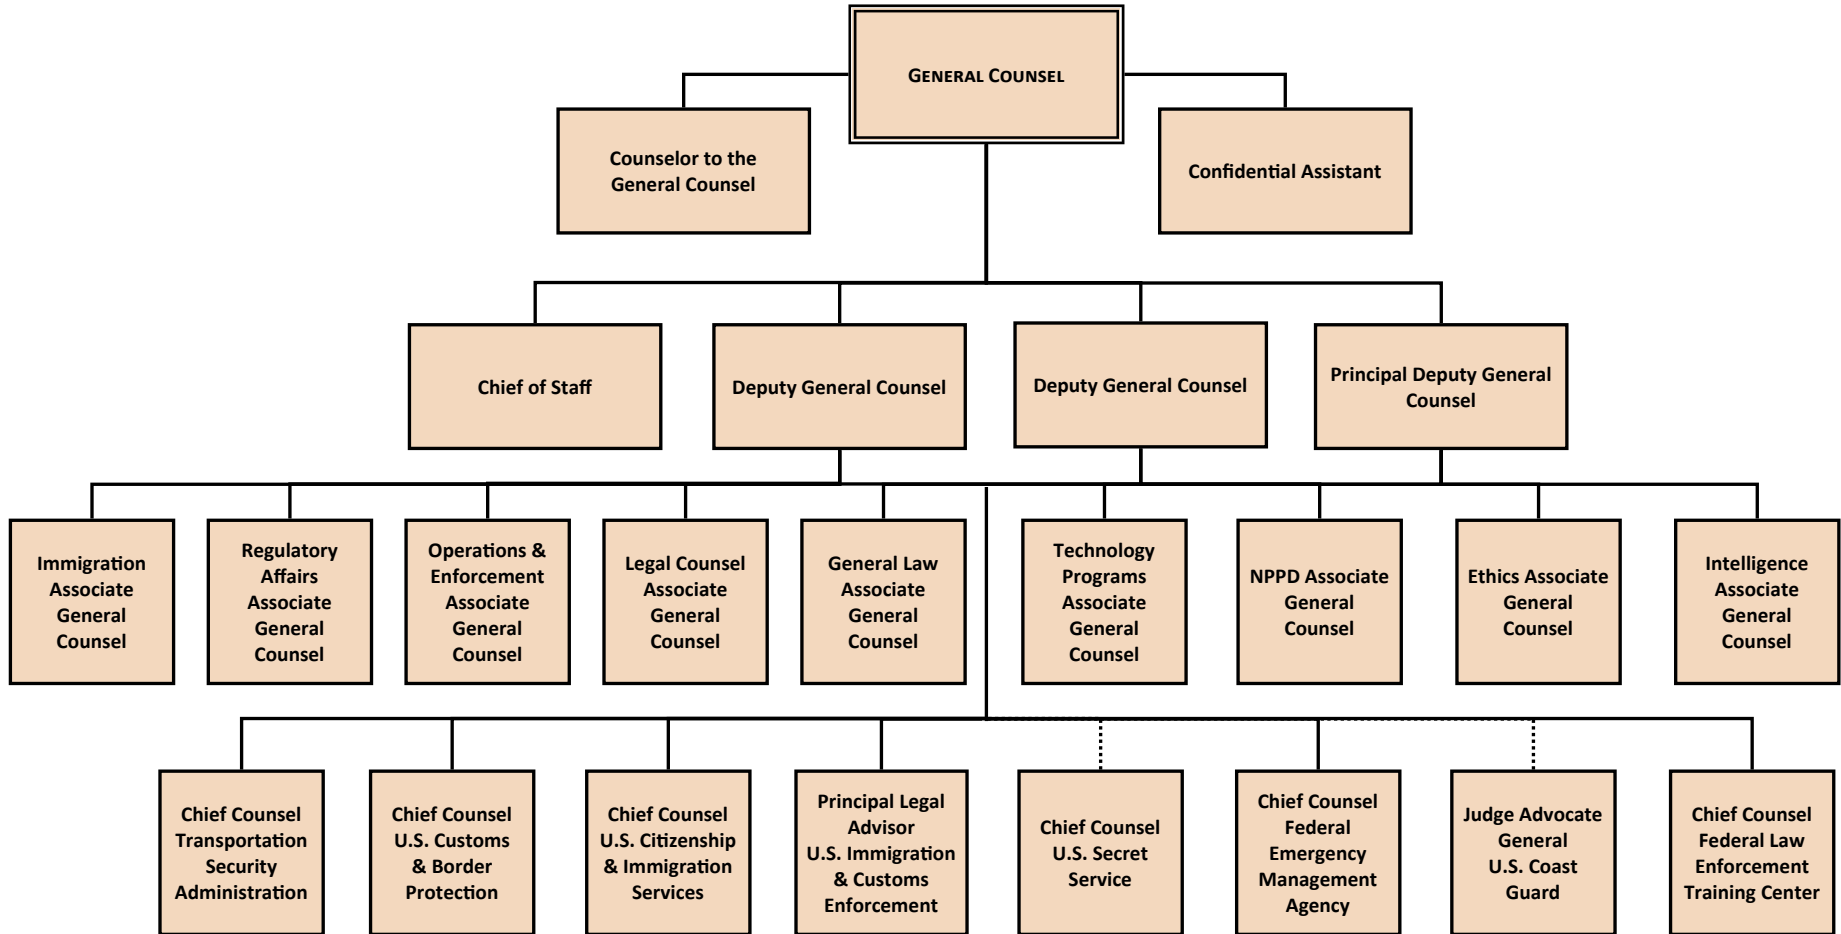 GENERAL COUNSEL
Counselor to the
General Counsel
Confidential Assistant
Chief of Staff
Deputy General Counsel
Deputy General Counsel
Principal Deputy General
Counsel
Immigration
Associate
General
Counsel
Regulatory
Affairs
Associate
General
Counsel
Operations &
Enforcement
Associate
General
Counsel
Legal Counsel
Associate
General
Counsel
General Law
Associate
General
Counsel
Technology
Programs
Associate
General
Counsel
NPPD Associate
General
Counsel
Ethics Associate
General
Counsel
Intelligence
Associate
General
Counsel
Chief Counsel
Transportation
Security
Administration
Chief Counsel
U.S. Customs
& Border
Protection
Chief Counsel
U.S. Citizenship
& Immigration
Services
Principal Legal
Advisor
U.S. Immigration
& Customs
Enforcement
Chief Counsel
U.S. Secret
Service
Chief Counsel
Federal
Emergency
Management
Agency
Judge Advocate
General
U.S. Coast
Guard
Chief Counsel
Federal Law
Enforcement
Training Center